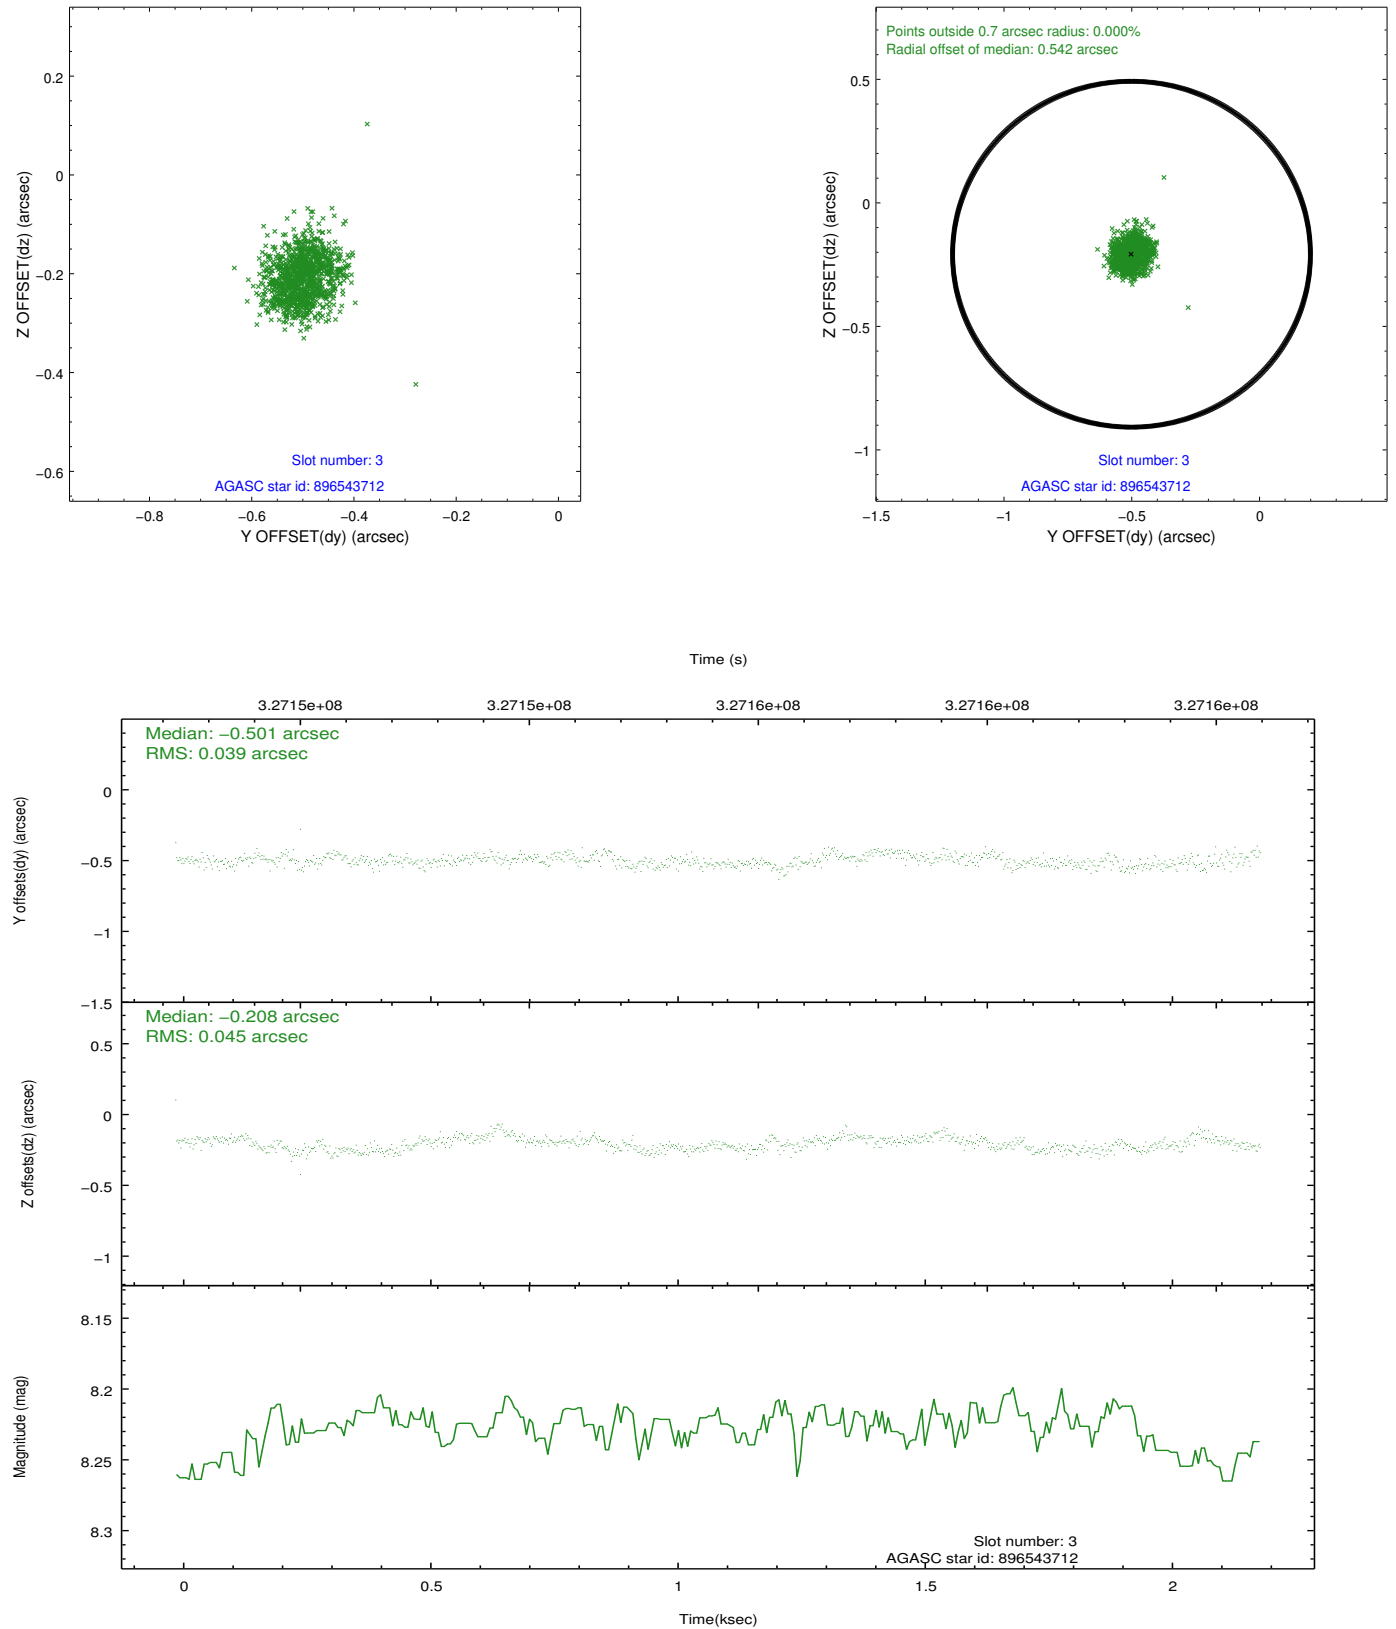 0.2
0
−0.2
−0.4
−0.6
Z OFFSET(dz) (arcsec)
Slot number: 3
AGASC star id: 896543712
−0.8
−0.6
−0.4
−0.2
0
Y OFFSET(dy) (arcsec)
Points outside 0.7 arcsec radius: 0.000%
Radial offset of median: 0.542 arcsec
0.5
0
−0.5
−1
Z OFFSET(dz) (arcsec)
Slot number: 3
AGASC star id: 896543712
−1.5
−1
−0.5
0
Y OFFSET(dy) (arcsec)
Time (s)
3.2715e+08
3.2715e+08
3.2716e+08
3.2716e+08
3.2716e+08
Median: −0.501 arcsec
RMS: 0.039 arcsec
0
−0.5
−1
−1.5
Y offsets(dy) (arcsec)
Median: −0.208 arcsec
RMS: 0.045 arcsec
0.5
0
−0.5
−1
Z offsets(dz) (arcsec)
8.15
8.2
8.25
8.3
Magnitude (mag)
Slot number: 3
AGASC star id: 896543712
0
0.5
1
1.5
2
Time(ksec)